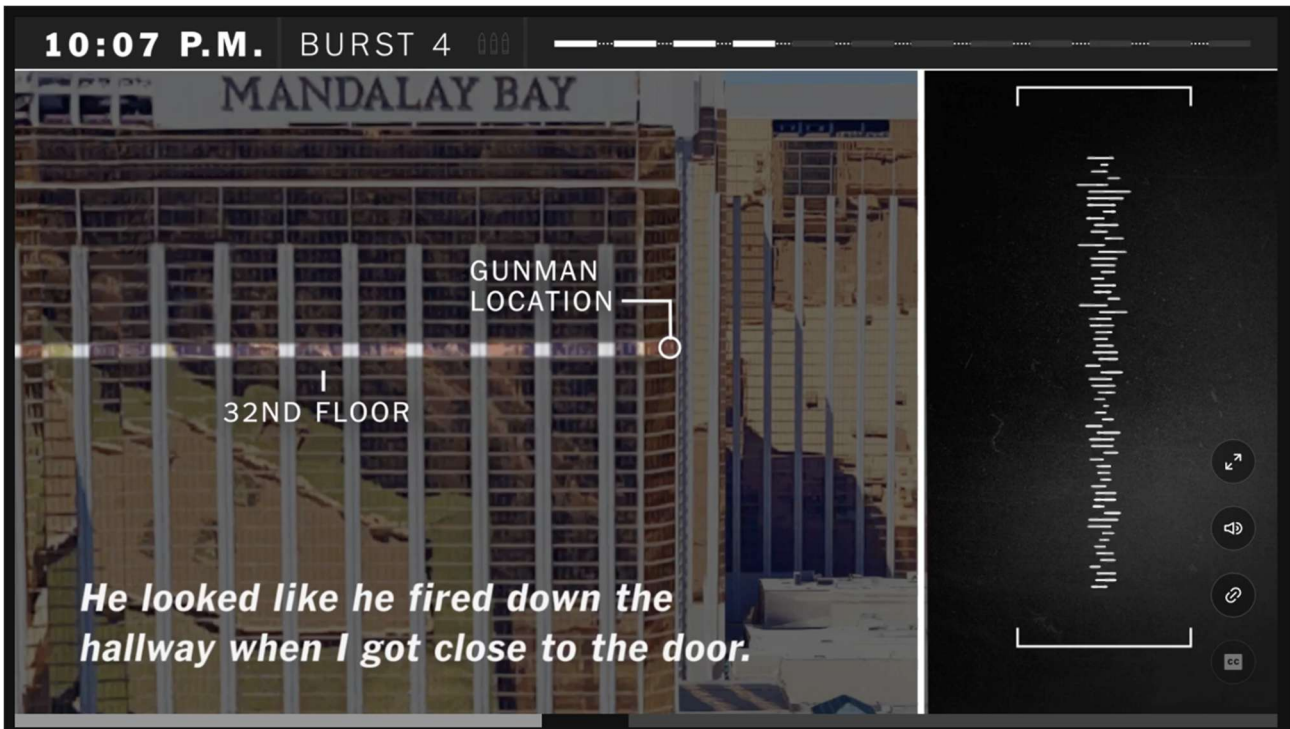 10:07 P.M. BURST 4
MANDALAY BAY
GUNMAN
LOCATION
32ND FLOOR
He looked like he fired down the
hallway when I got close to the door.
CC